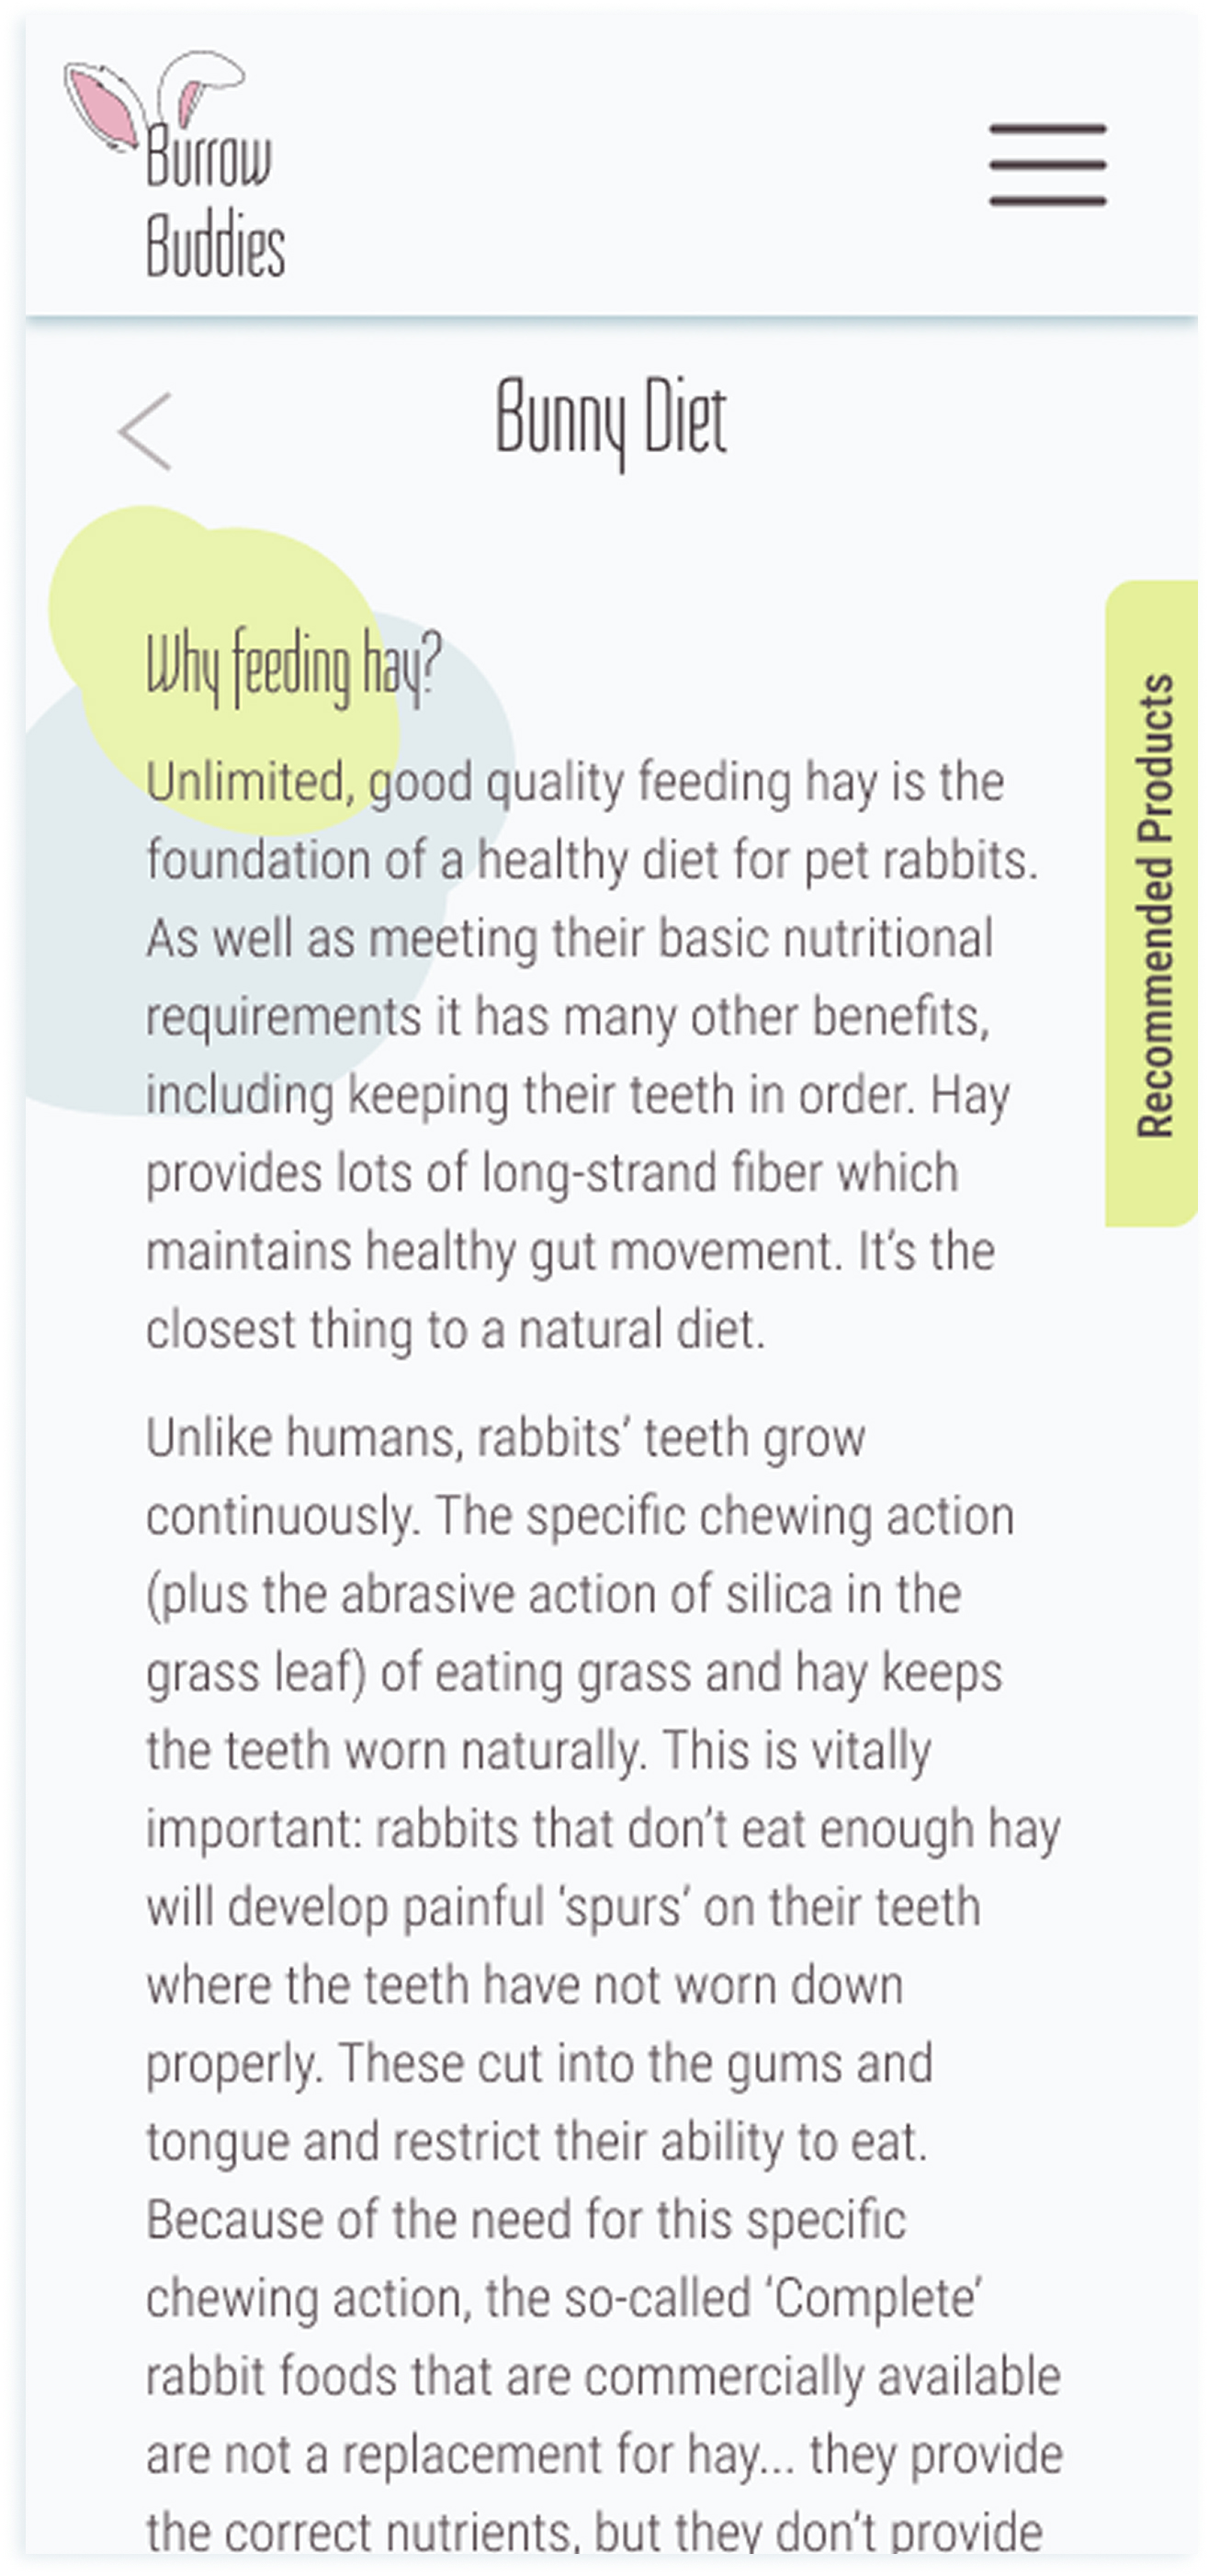 Burrow
Buddies
Bunny Diet
Why feeding hay?
Unlimited, good quality feeding hay is the
foundation of a healthy diet for pet rabbits.
As well as meeting their basic nutritional
requirements it has many other benefits,
including keeping their teeth in order. Hay
provides lots of long-strand fiber which
maintains healthy gut movement. It’s the
closest thing to a natural diet.
Unlike humans, rabbits’ teeth grow
continuously. The specific chewing action
(plus the abrasive action of silica in the
grass leaf) of eating grass and hay keeps
the teeth worn naturally. This is vitally
important: rabbits that don’t eat enough hay
will develop painful ‘spurs’ on their teeth
where the teeth have not worn down
properly. These cut into the gums and
tongue and restrict their ability to eat.
Because of the need for this specific
chewing action, the so-called ‘Complete’
rabbit foods that are commercially available
are not a replacement for hay... they provide
the correct nutrients, but they don’t provide
Recommended Products